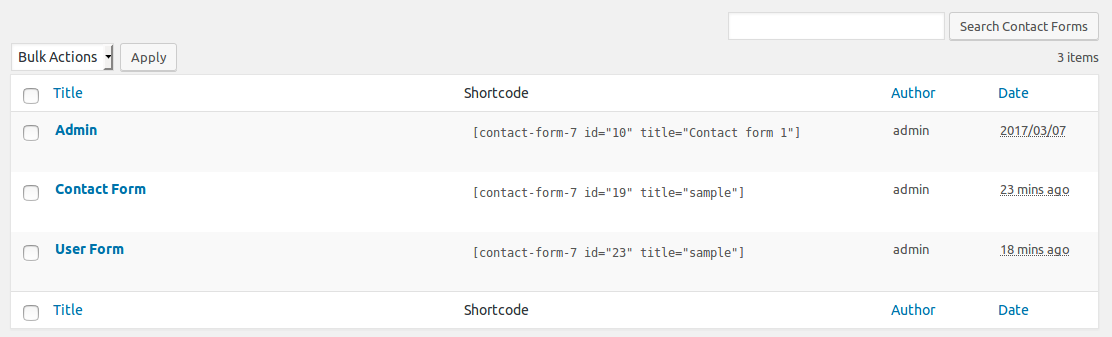 Search Contact Forms
Bulk Actions Apply 3 items
Title Shortcode Author Date
Admin [contact-form-7 id="10" title="Contact form 1"] admin 2017/03/07
Contact Form [contact-form-7 id="19" title="sample"] admin 23 mins ago
User Form [contact-form-7 id="23" title="sample"] admin 18 mins ago
Title Shortcode Author Date